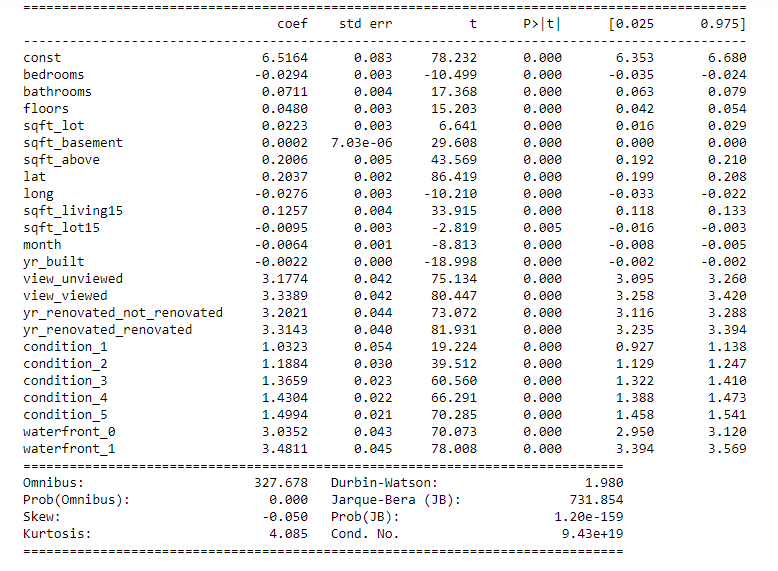 ==============================================================================================
coef std err t P>|t| [0.025 0.975]
----------------------------------------------------------------------------------------------
const 6.5164 0.083 78.232 0.000 6.353 6.680
bedrooms -0.0294 0.003 -10.499 0.000 -0.035 -0.024
bathrooms 0.0711 0.004 17.368 0.000 0.063 0.079
floors 0.0480 0.003 15.203 0.000 0.042 0.054
sqft_lot 0.0223 0.003 6.641 0.000 0.016 0.029
sqft_basement 0.0002 7.03e-06 29.608 0.000 0.000 0.000
sqft_above 0.2006 0.005 43.569 0.000 0.192 0.210
lat 0.2037 0.002 86.419 0.000 0.199 0.208
long -0.0276 0.003 -10.210 0.000 -0.033 -0.022
sqft_living15 0.1257 0.004 33.915 0.000 0.118 0.133
sqft_lot15 -0.0095 0.003 -2.819 0.005 -0.016 -0.003
month -0.0064 0.001 -8.813 0.000 -0.008 -0.005
yr_built -0.0022 0.000 -18.998 0.000 -0.002 -0.002
view_unviewed 3.1774 0.042 75.134 0.000 3.095 3.260
view_viewed 3.3389 0.042 80.447 0.000 3.258 3.420
yr_renovated_not_renovated 3.2021 0.044 73.072 0.000 3.116 3.288
yr_renovated_renovated 3.3143 0.040 81.931 0.000 3.235 3.394
condition_1 1.0323 0.054 19.224 0.000 0.927 1.138
condition_2 1.1884 0.030 39.512 0.000 1.129 1.247
condition_3 1.3659 0.023 60.560 0.000 1.322 1.410
condition_4 1.4304 0.022 66.291 0.000 1.388 1.473
condition_5 1.4994 0.021 70.285 0.000 1.458 1.541
waterfront_0 3.0352 0.043 70.073 0.000 2.950 3.120
waterfront_1 3.4811 0.045 78.008 0.000 3.394 3.569
==============================================================================
Omnibus: 327.678 Durbin-Watson: 1.980
Prob(Omnibus): 0.000 Jarque-Bera (JB): 731.854
Skew: -0.050 Prob(JB): 1.20e-159
Kurtosis: 4.085 Cond. No. 9.43e+19
==============================================================================